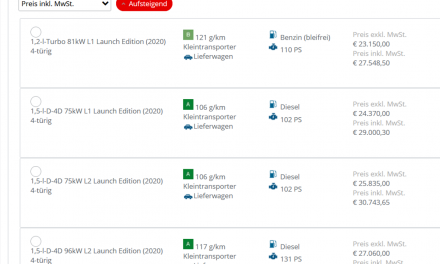 Preis inkl. MwSt.
Aufsteigend
1,2-l-Turbo 81kW L1 Launch Edition (2020)
4-türig
B 121 g/km
Kleintransporter
Lieferwagen
Benzin (bleifrei)
110 PS
Preis exkl. MwSt.
€ 23.150,00
Preis inkl. MwSt.
€ 27.548,50
1,5-l-D-4D 75kW L1 Launch Edition (2020)
4-türig
A 106 g/km
Kleintransporter
Lieferwagen
Diesel
102 PS
Preis exkl. MwSt.
€ 24.370,00
Preis inkl. MwSt.
€ 29.000,30
1,5-l-D-4D 75kW L2 Launch Edition (2020)
4-türig
A 106 g/km
Kleintransporter
Lieferwagen
Diesel
102 PS
Preis exkl. MwSt.
€ 25.835,00
Preis inkl. MwSt.
€ 30.743,65
1,5-l-D-4D 96kW L2 Launch Edition (2020)
4-türig
A 117 g/km
Kleintransporter
Diesel
131 PS
Preis exkl. MwSt.
€ 27.060,00
Preis inkl. MwSt.